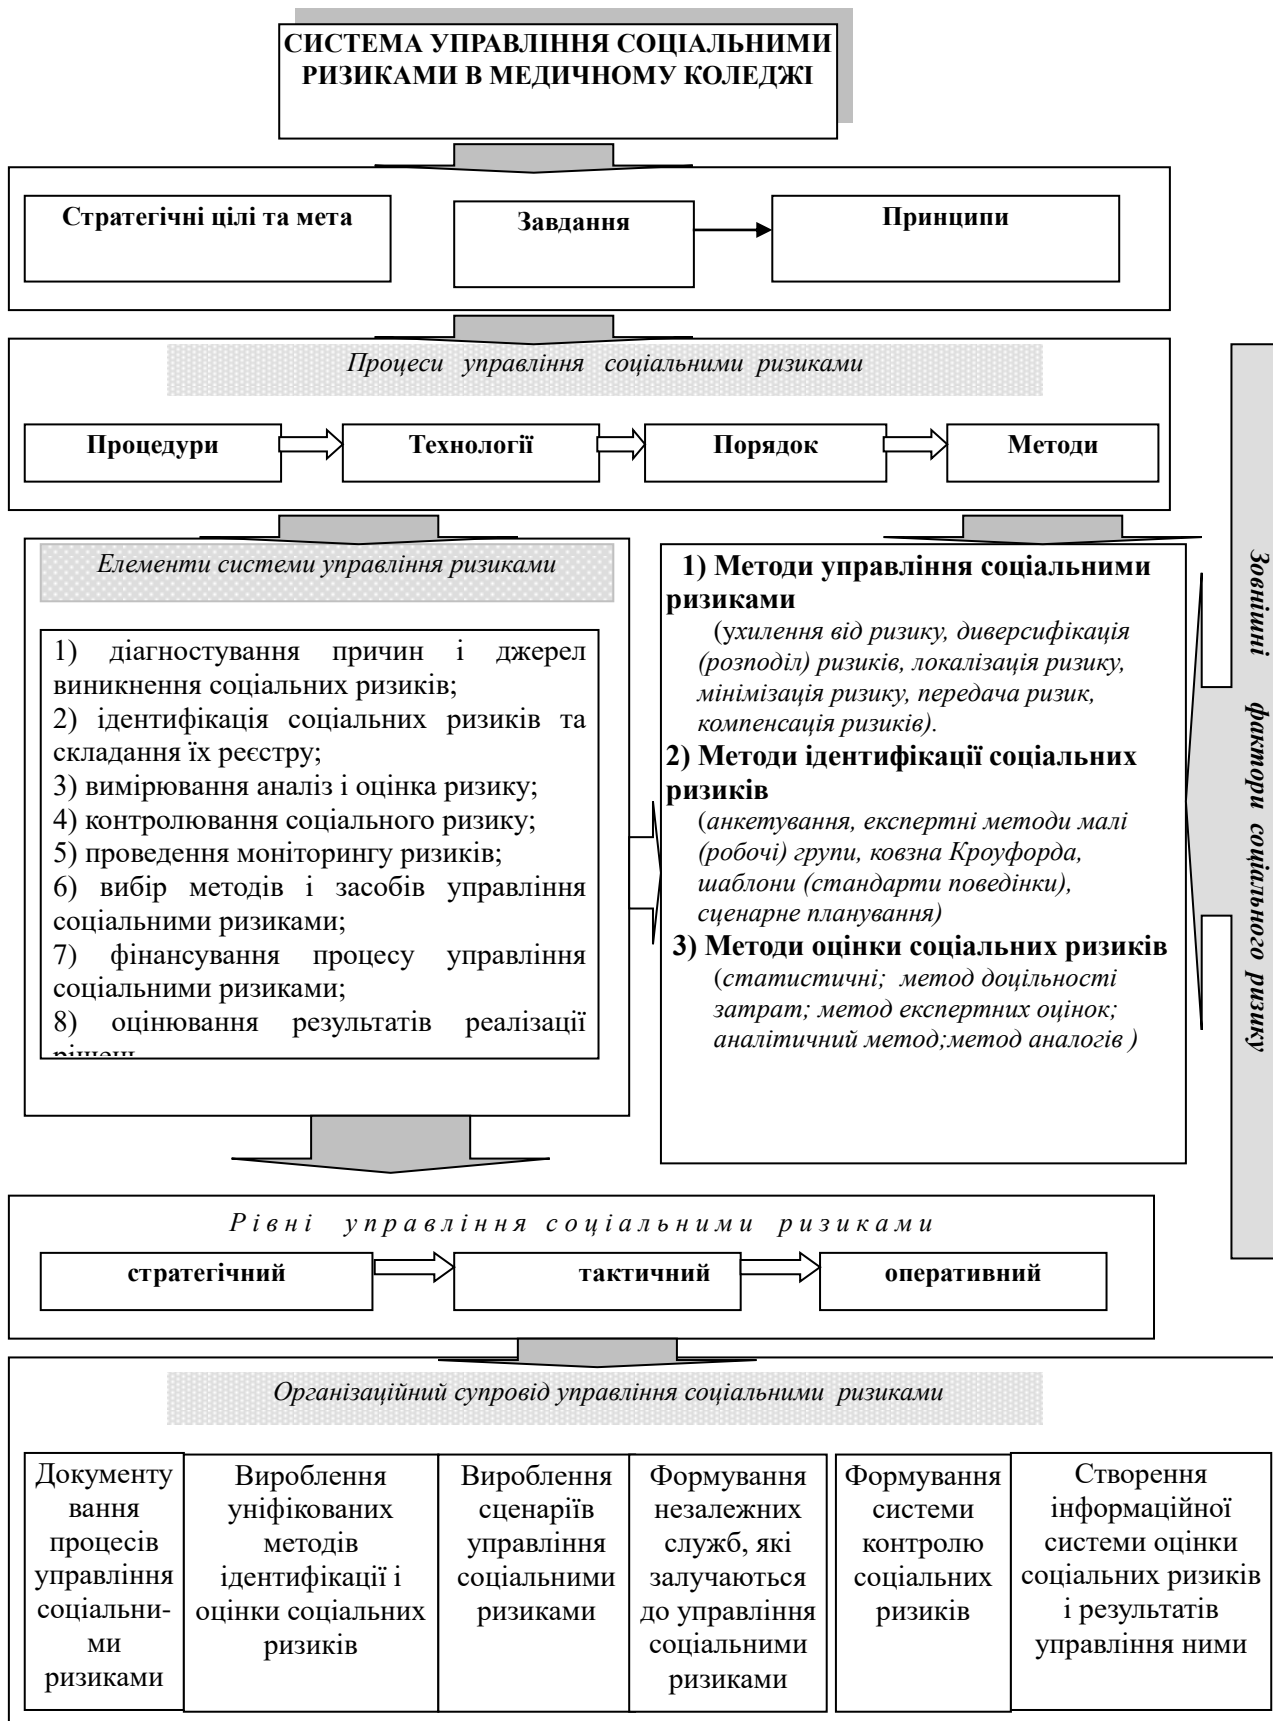 СИСТЕМА УПРАВЛІННЯ СОЦІАЛЬНИМИ
РИЗИКАМИ В МЕДИЧНОМУ КОЛЕДЖІ
Стратегічні цілі та мета
Завдання
Принципи
Процеси управління соціальними ризиками
Процедури
Технології
Порядок
Методи
Елементи системи управління ризиками
1) діагностування причин і джерел
виникнення соціальних ризиків;
2) ідентифікація соціальних ризиків та
складання їх реєстру;
3) вимірювання аналіз і оцінка ризику;
4) контролювання соціального ризику;
5) проведення моніторингу ризиків;
6) вибір методів і засобів управління
соціальними ризиками;
7) фінансування процесу управління
соціальними ризиками;
8) оцінювання результатів реалізації
1) Методи управління соціальними
ризиками
(ухилення від ризику, диверсифікація
(розподіл) ризиків, локалізація ризику,
мінімізація ризику, передача ризик,
компенсація ризиків).
2) Методи ідентифікації соціальних
ризиків
(анкетування, експертні методи малі
(робочі) групи, ковзна Кроуфорда,
шаблони (стандарти поведінки),
сценарне планування)
3) Методи оцінки соціальних ризиків
(статистичні; метод доцільності
затрат; метод експертних оцінок;
аналітичний метод;метод аналогів )
Зовнішні фактори соціального ризику
Рівні управління соціальними ризиками
стратегічний
тактичний
оперативний
Організаційний супровід управління соціальними ризиками
Документу
вання
процесів
управління
соціальни-
ми
ризиками
Вироблення
уніфікованих
методів
ідентифікації і
оцінки соціальних
ризиків
Вироблення
сценаріїв
управління
соціальними
ризиками
Формування
незалежних
служб, які
залучаються
до управління
соціальними
ризиками
Формування
системи
контролю
соціальних
ризиків
Створення
інформаційної
системи оцінки
соціальних ризиків
і результатів
управління ними